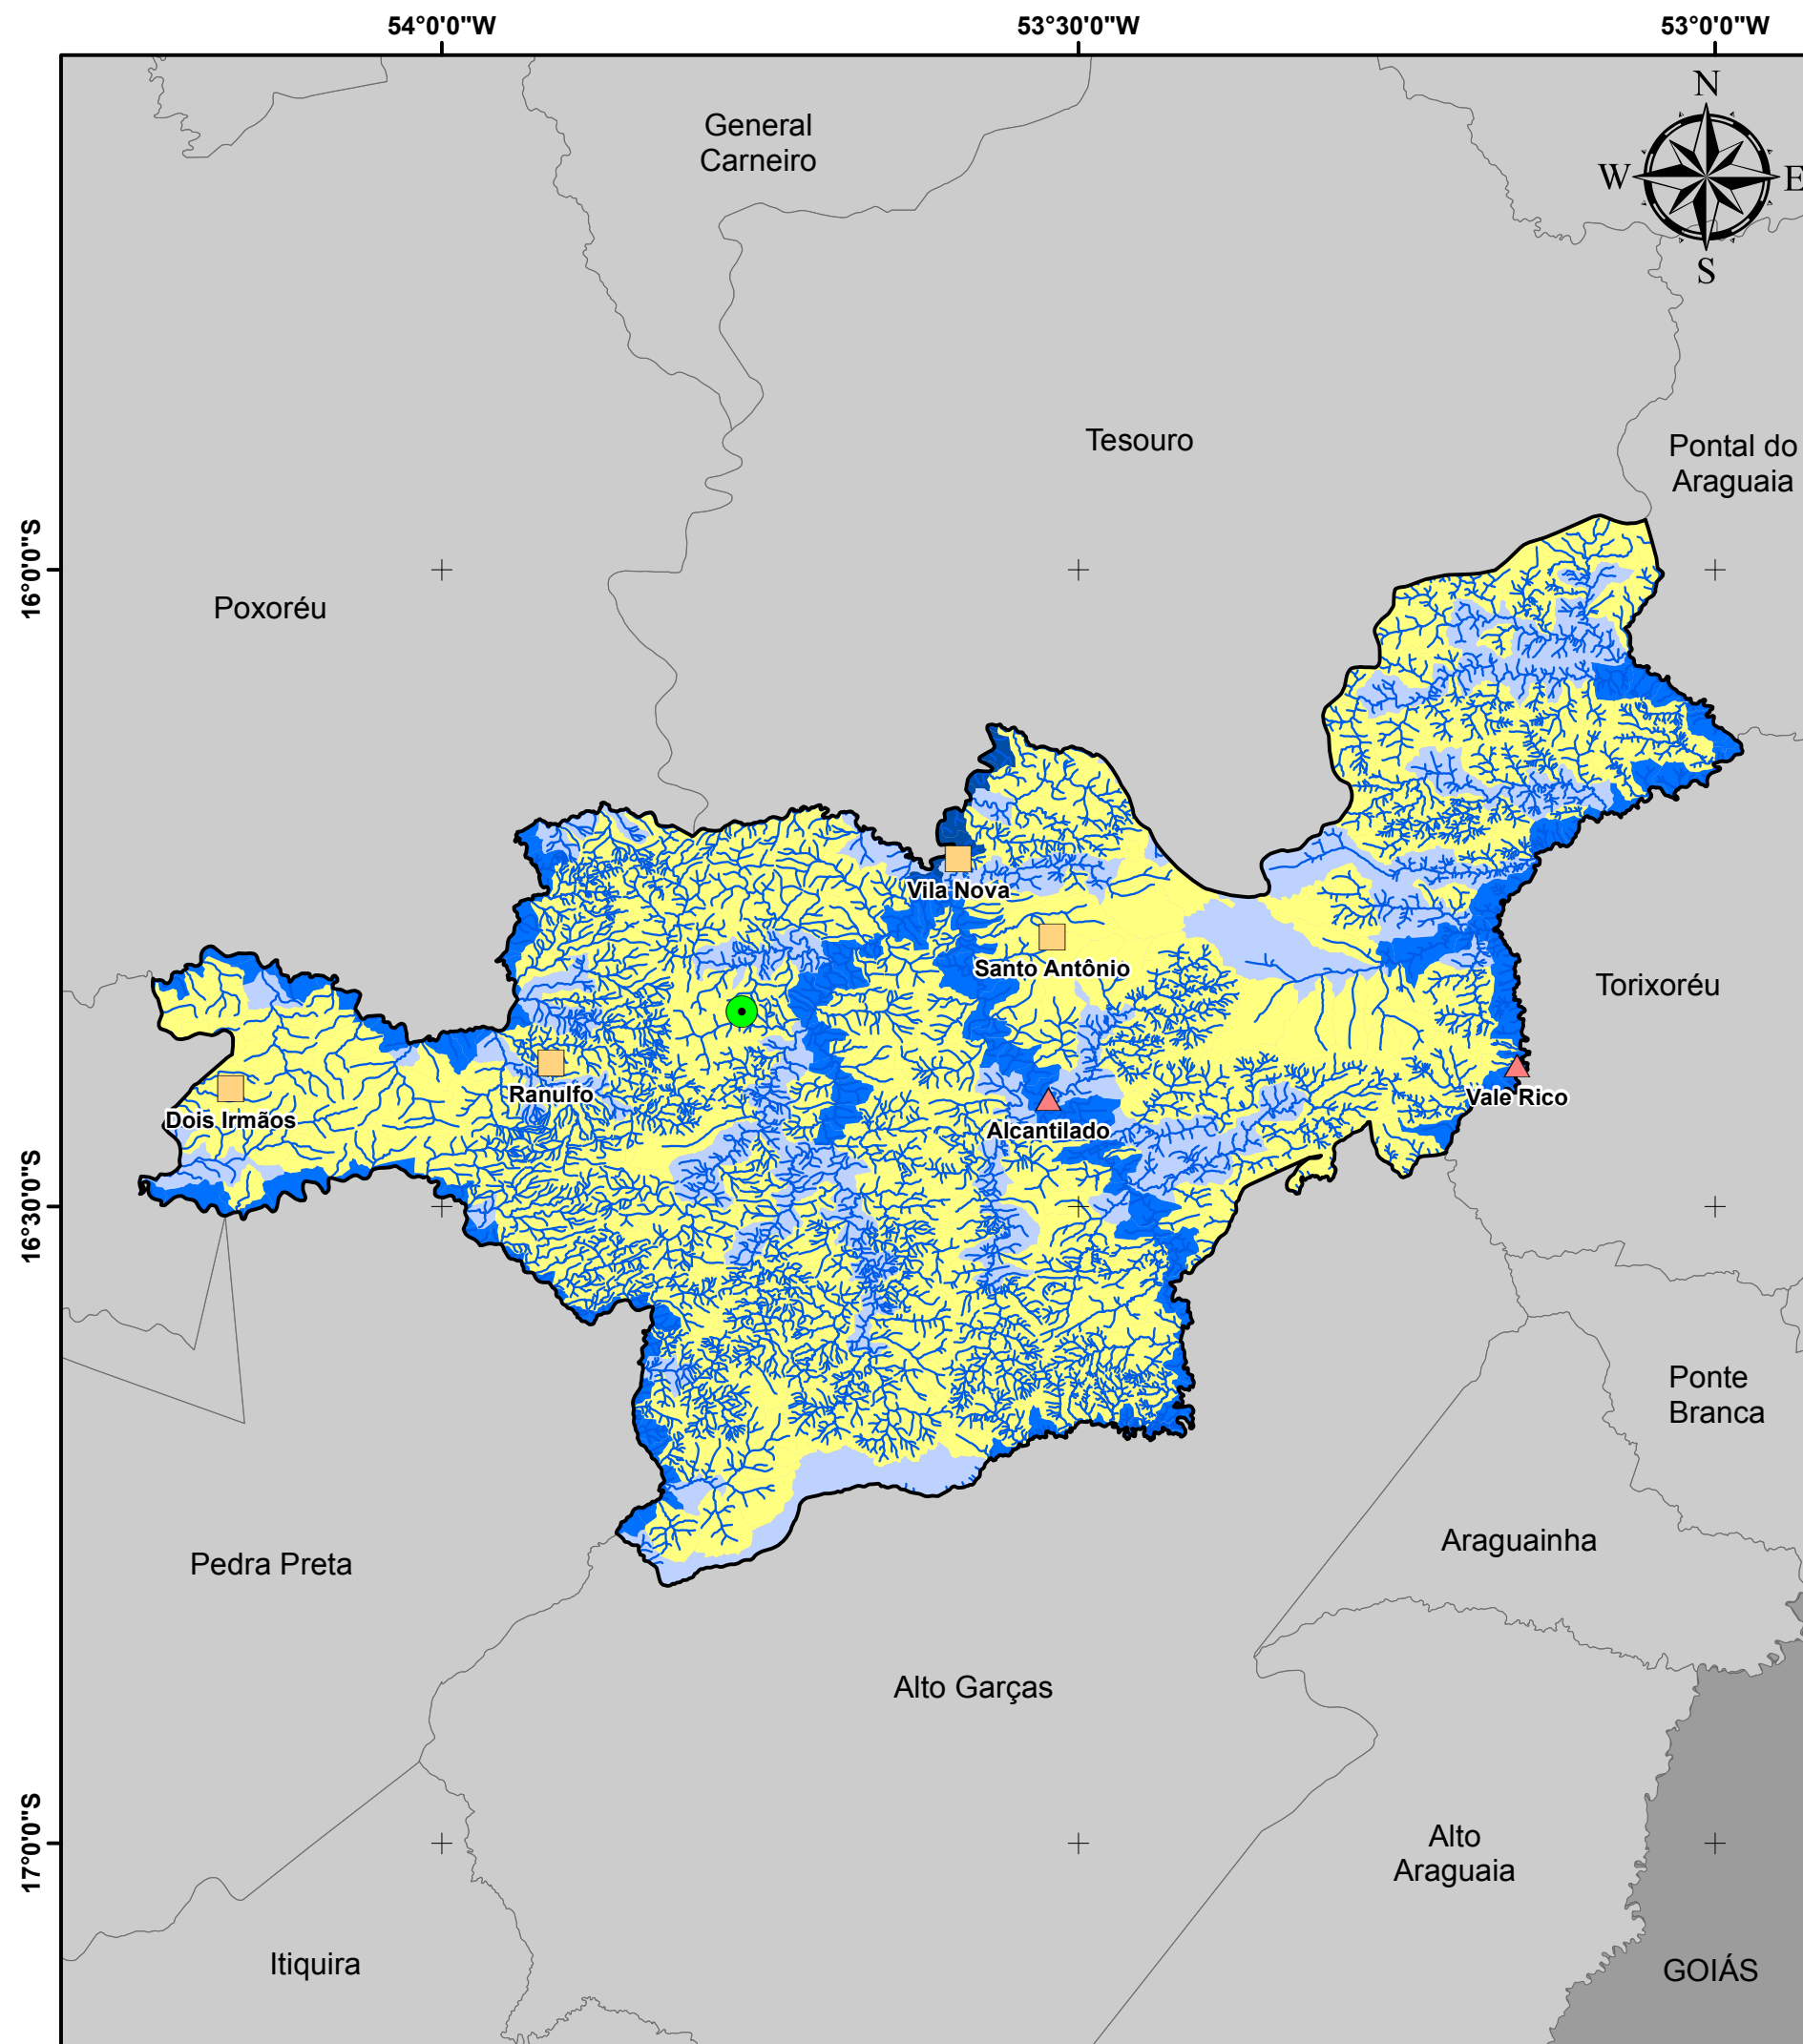 54°0'0"W
53°30'0"W
53°0'0"W
N
W
E
S
General
Carneiro
Tesouro
Pontal do
Araguaia
16°0'0"S
Poxoréu
Vila Nova
Santo Antônio
Torixoréu
Ranulfo
Vale Rico
Dois Irmãos
Alcantilado
16°30'0"S
Ponte
Branca
Araguainha
Pedra Preta
Alto Garças
17°0'0"S
Alto
Araguaia
Itiquira
GOIÁS